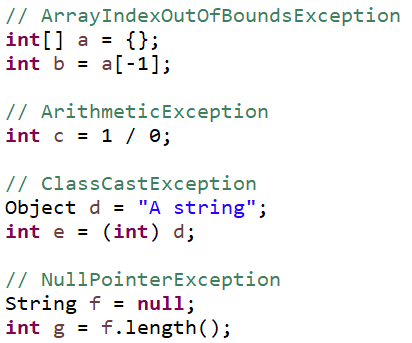 // ArrayIndexOutOfBoundsException
int[] a = {};
int b = a[-1];
// ArithmeticException
int c = 1 / 0;
// ClassCastException
Object d = "A string";
int e = (int) d;
// NullPointerException
String f = null;
int g = f.length();